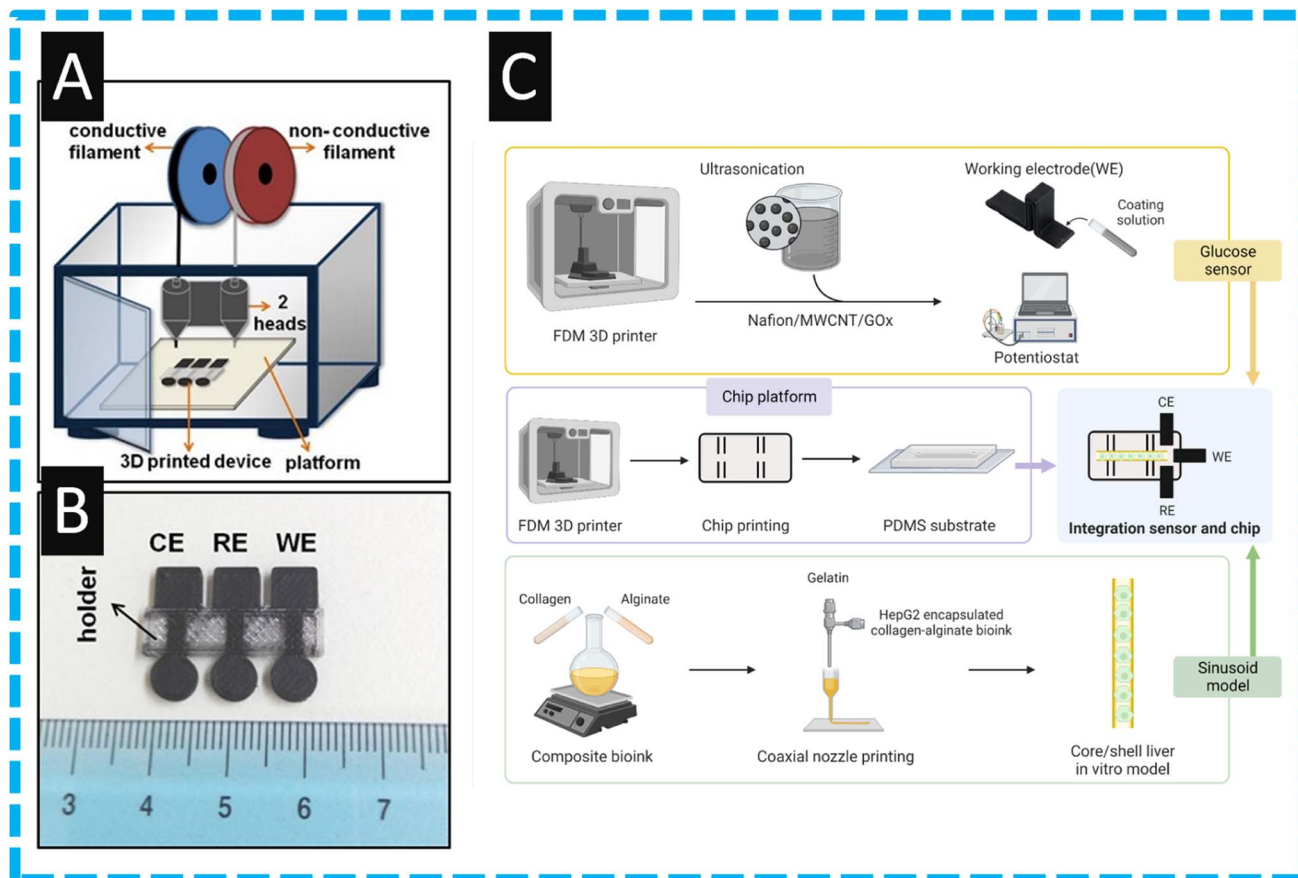 A
conductive
filament
non-conductive
filament
2
heads
3D printed device
platform
B
CE RE WE
holder
3 4 5 6 7
C
Ultrasonication
Working electrode(WE)
Coating
solution
FDM 3D printer
Nafion/MWCNT/GOx
Potentiostat
Glucose
sensor
Chip platform
FDM 3D printer
Chip printing
PDMS substrate
CE
WE
RE
Integration sensor and chip
Collagen
Alginate
Gelatin
HepG2 encapsulated
collagen-alginate bioink
Composite bioink
Coaxial nozzle printing
Core/shell liver
in vitro model
Sinusoid
model